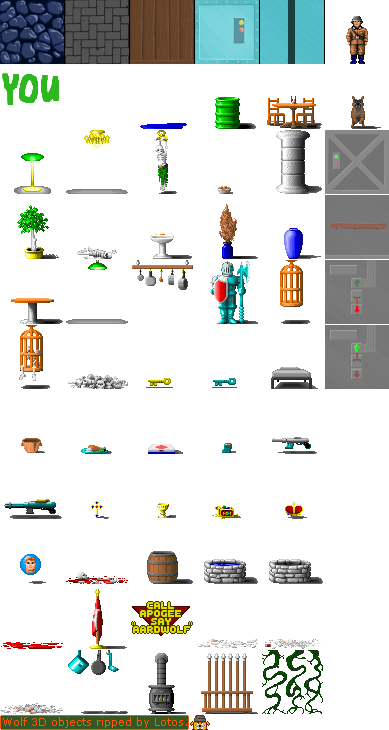 YOU
CALL
APOGEE
SAY
"AARDWOLF"
Wolf 3D objects ripped by Lotos.